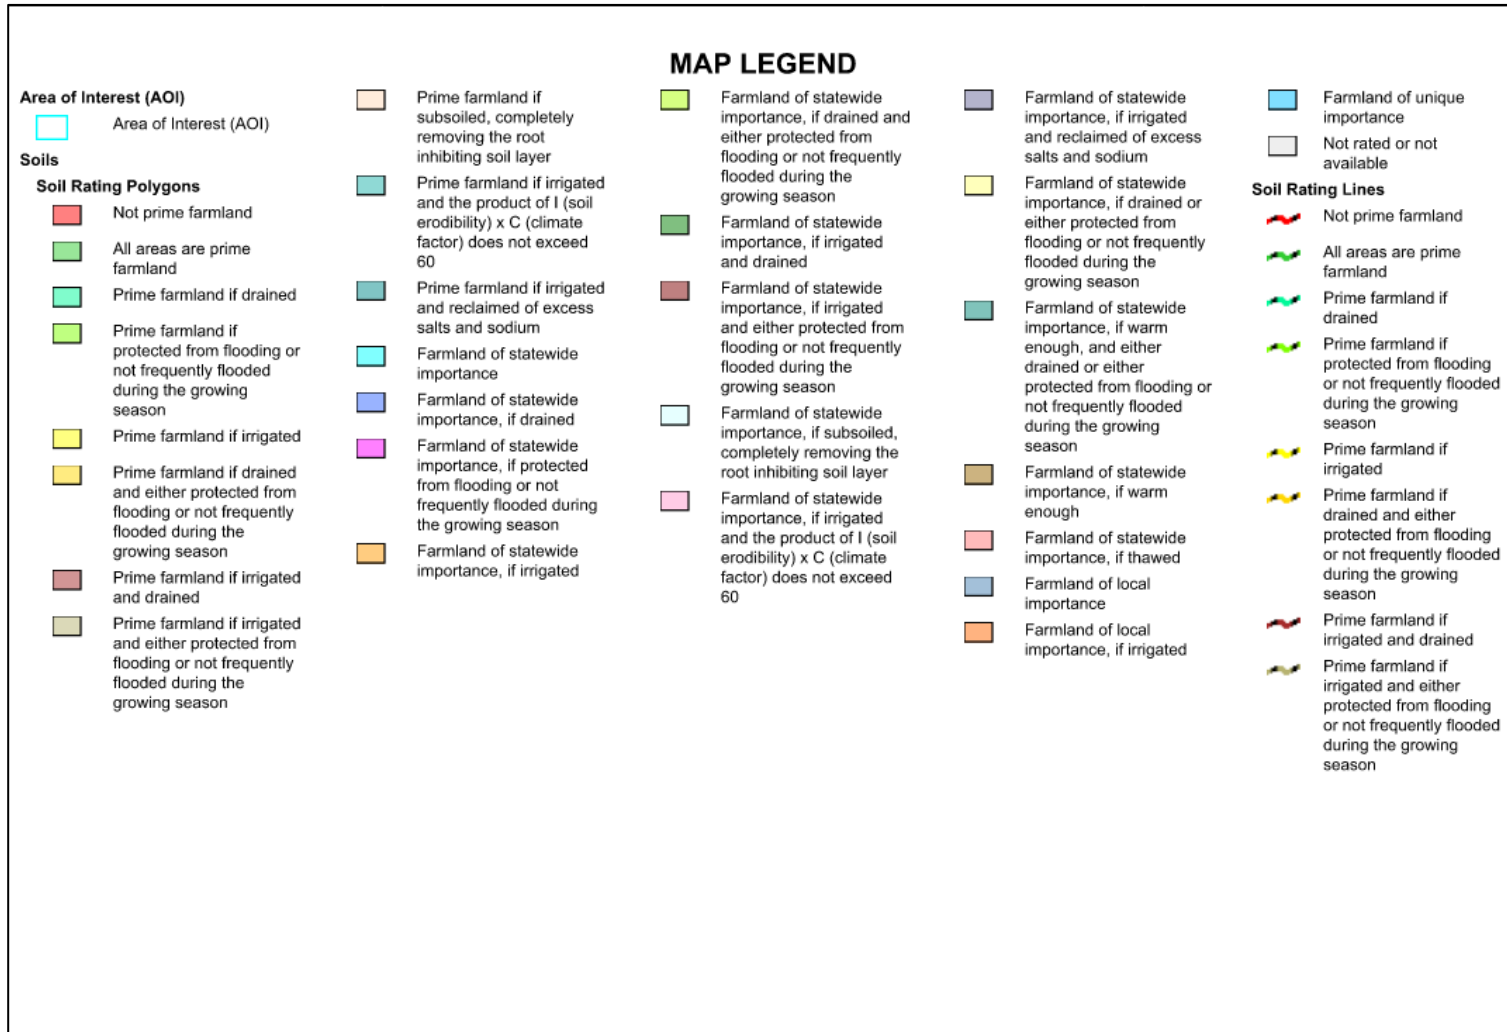 MAP LEGEND
Area of Interest (AOI)
Area of Interest (AOI)
Soils
Soil Rating Polygons
Not prime farmland
All areas are prime
farmland
Prime farmland if drained
Prime farmland if
protected from flooding or
not frequently flooded
during the growing
season
Prime farmland if irrigated
Prime farmland if drained
and either protected from
flooding or not frequently
flooded during the
growing season
Prime farmland if irrigated
and drained
Prime farmland if irrigated
and either protected from
flooding or not frequently
flooded during the
growing season
Prime farmland if
subsoiled, completely
removing the root
inhibiting soil layer
Prime farmland if irrigated
and the product of I (soil
erodibility) x C (climate
factor) does not exceed
60
Prime farmland if irrigated
and reclaimed of excess
salts and sodium
Farmland of statewide
importance
Farmland of statewide
importance, if drained
Farmland of statewide
importance, if protected
from flooding or not
frequently flooded during
the growing season
Farmland of statewide
importance, if irrigated
Farmland of statewide
importance, if drained and
either protected from
flooding or not frequently
flooded during the
growing season
Farmland of statewide
importance, if irrigated
and drained
Farmland of statewide
importance, if irrigated
and either protected from
flooding or not frequently
flooded during the
growing season
Farmland of statewide
importance, if subsoiled,
completely removing the
root inhibiting soil layer
Farmland of statewide
importance, if irrigated
and the product of I (soil
erodibility) x C (climate
factor) does not exceed
60
Farmland of statewide
importance, if irrigated
and reclaimed of excess
salts and sodium
Farmland of statewide
importance, if drained or
either protected from
flooding or not frequently
flooded during the
growing season
Farmland of statewide
importance, if warm
enough, and either
drained or either
protected from flooding or
not frequently flooded
during the growing
season
Farmland of statewide
importance, if warm
enough
Farmland of statewide
importance, if thawed
Farmland of local
importance
Farmland of local
importance, if irrigated
Farmland of unique
importance
Not rated or not
available
Soil Rating Lines
Not prime farmland
All areas are prime
farmland
Prime farmland if
drained
Prime farmland if
protected from flooding
or not frequently flooded
during the growing
season
Prime farmland if
irrigated
Prime farmland if
drained and either
protected from flooding
or not frequently flooded
during the growing
season
Prime farmland if
irrigated and drained
Prime farmland if
irrigated and either
protected from flooding
or not frequently flooded
during the growing
season